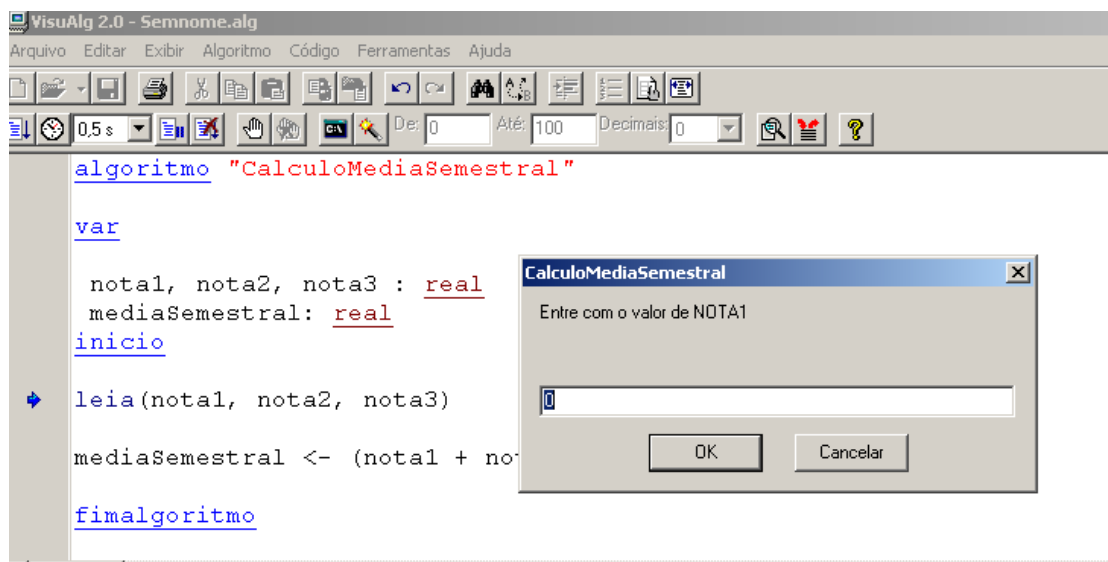 VisuAlg 2.0 - Semnome.alg
Arquivo Editar Exibir Algoritmo Código Ferramentas Ajuda
0,5 s De: 0 Até: 100 Decimais: 0
algoritmo "CalculoMediaSemestral"
var
nota1, nota2, nota3 : real
mediaSemestral: real
inicio
leia(nota1, nota2, nota3)
mediaSemestral <- (nota1 + no
fimalgoritmo
CalculoMediaSemestral
Entre com o valor de NOTA1
0
OK Cancelar